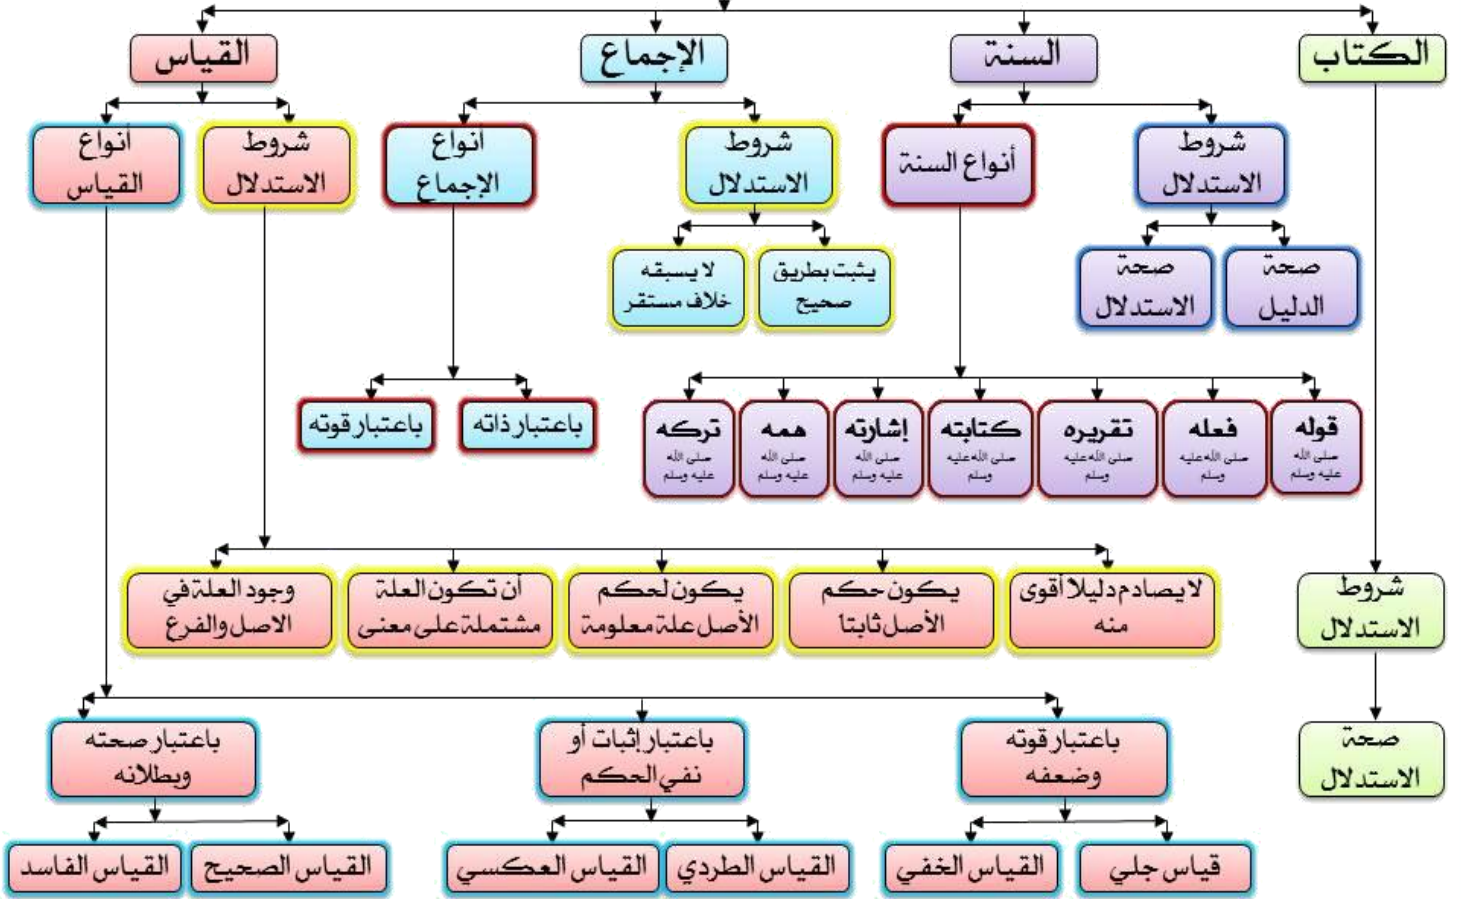 الكتاب
السنة
الإجماع
القياس
شروط
الاستدلال
أنواع السنة
شروط
الاستدلال
أنواع
الإجماع
شروط
الاستدلال
أنواع
القياس
صحة
الدليل
صحة
الاستدلال
يثبت بطريق
صحيح
لا يسبقه
خلاف مستقر
باعتبار ذاته
باعتبار قوته
قوله
صلى الله
عليه وسلم
فعله
صلى الله عليه
وسلم
تقريره
صلى الله عليه
وسلم
كتابته
صلى الله عليه
وسلم
إشارته
صلى الله
عليه وسلم
همه
صلى الله
عليه وسلم
تركه
صلى الله
عليه وسلم
شروط
الاستدلال
لا يصادم دليلا أقوى
منه
يكون حكم
الأصل ثابتا
يكون لحكم
الأصل علة معلومة
أن تكون العلة
مشتملة على معنى
وجود العلة في
الاصل والفرع
صحة
الاستدلال
باعتبار قوته
وضعفه
باعتبار إثبات أو
نفي الحكم
باعتبار صحته
وبطلانه
قياس جلي
القياس الخفي
القياس الطردي
القياس العكسي
القياس الصحيح
القياس الفاسد